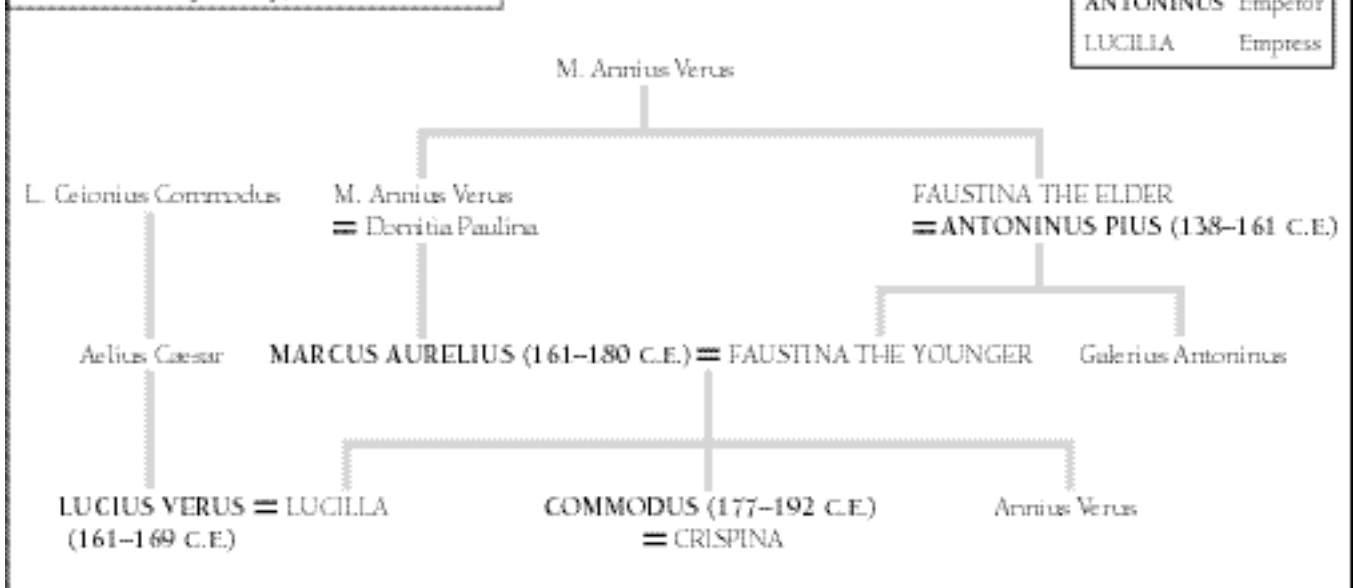 ANTONINUS Emperor
LUCILLA Empress
M. Annius Verus
L. Ceionius Commodus M. Annius Verus FAUSTINA THE ELDER
= Domitia Paulina = ANTONINUS PIUS (138–161 C.E.)
Aelius Caesar MARCUS AURELIUS (161–180 C.E.) = FAUSTINA THE YOUNGER Galerius Antoninus
LUCIUS VERUS = LUCILLA COMMODUS (177–192 C.E.) Annius Verus
(161–169 C.E.) = CRISPINA